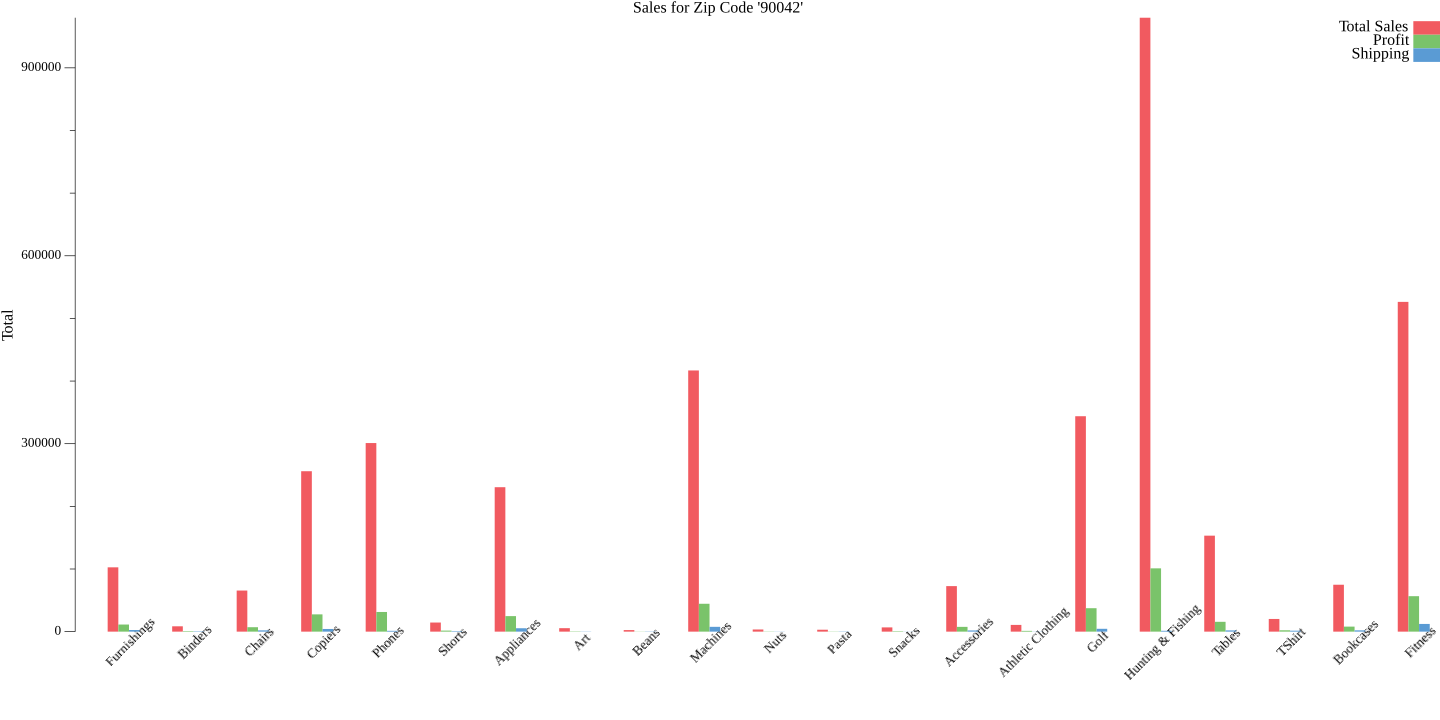 Sales for Zip Code '90042'
Total Sales
Profit
Shipping
900000
600000
300000
0
Total
Furnishings
Binders
Chairs
Copiers
Phones
Shorts
Appliances
Art
Beans
Machines
Nuts
Pasta
Snacks
Accessories
Athletic Clothing
Golf
Hunting & Fishing
Tables
TShirt
Bookcases
Fitness